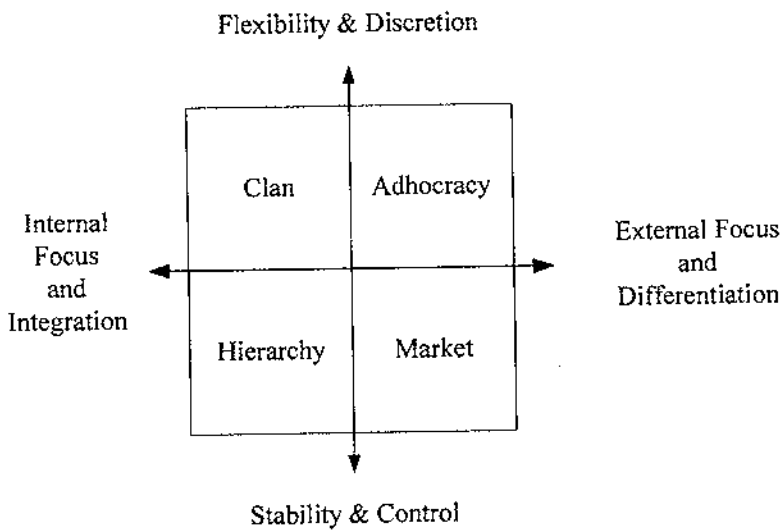 Flexibility & Discretion
Clan
Adhocracy
Internal
Focus
and
Integration
External Focus
and
Differentiation
Hierarchy
Market
Stability & Control